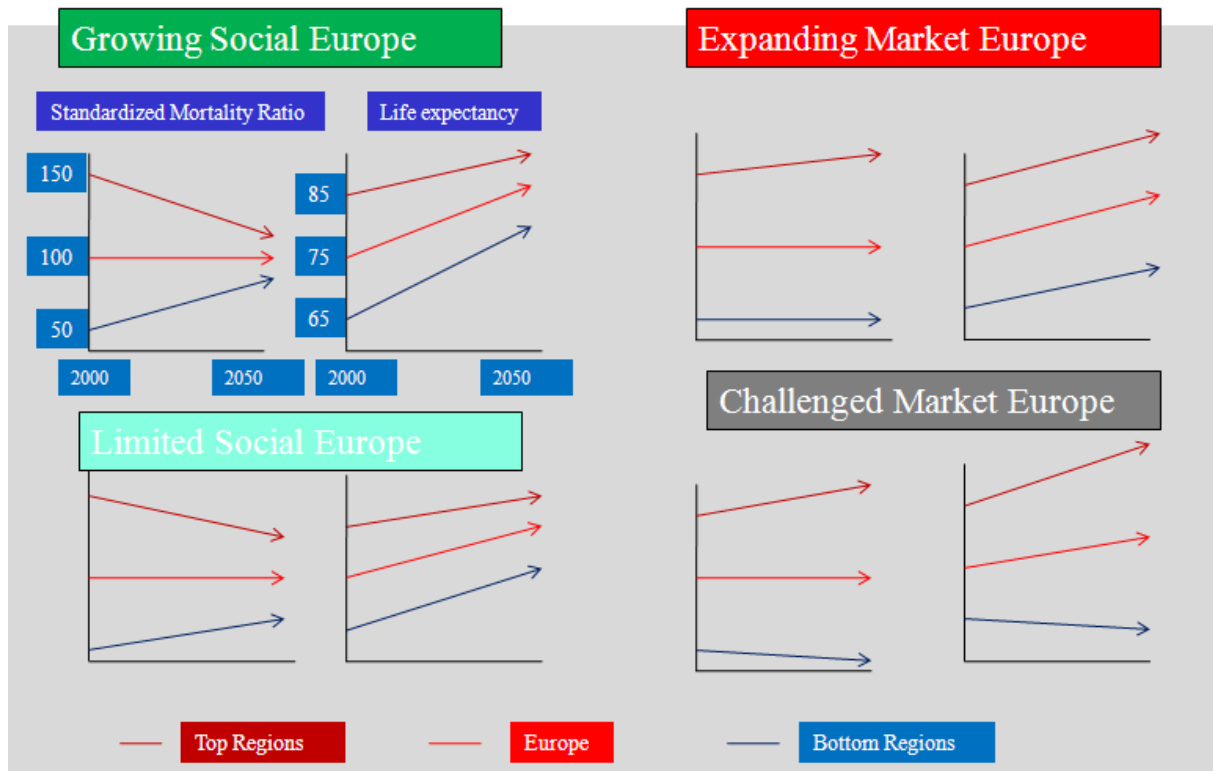 Growing Social Europe
Expanding Market Europe
Standardized Mortality Ratio
Life expectancy
150
100
50
85
75
65
2000
2050
2000
2050
Limited Social Europe
Challenged Market Europe
Top Regions
Europe
Bottom Regions